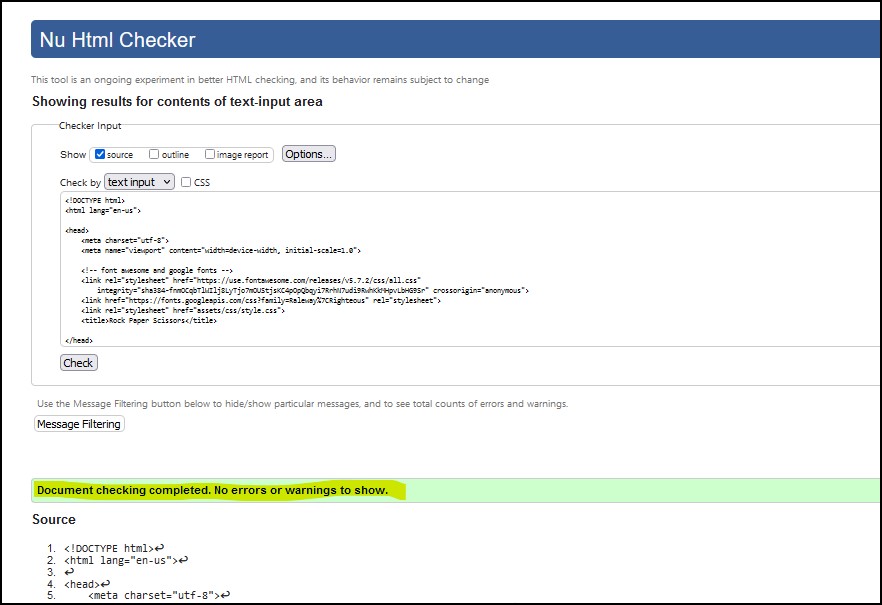 Nu Html Checker
This tool is an ongoing experiment in better HTML checking, and its behavior remains subject to change
Showing results for contents of text-input area
Checker Input
Show source outline image report Options...
Check by text input CSS
<!DOCTYPE html>
<html lang="en-us">
<head>
<meta charset="utf-8">
<meta name="viewport" content="width=device-width, initial-scale=1.0">
<!-- font awesome and google fonts -->
<link rel="stylesheet" href="https://use.fontawesome.com/releases/v5.7.2/css/all.css"
crossorigin="anonymous">
<link href="https://fonts.googleapis.com/css?family=Raleway%7CRighteous" rel="stylesheet">
<link rel="stylesheet" href="assets/css/style.css">
<title>Rock Paper Scissors</title>
</head>
Check
Use the Message Filtering button below to hide/show particular messages, and to see total counts of errors and warnings.
Message Filtering
Document checking completed. No errors or warnings to show.
Source
1. <!DOCTYPE html>↩
2. <html lang="en-us">↩
3. ↩
4. <head>↩
5. <meta charset="utf-8">↩